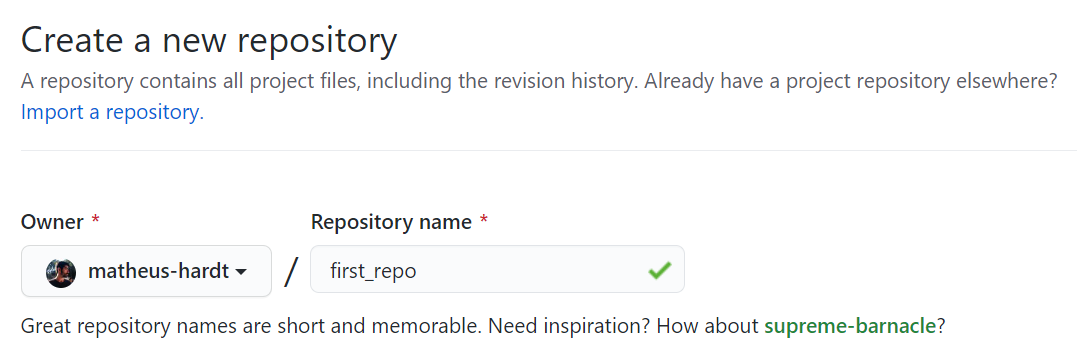 Create a new repository
A repository contains all project files, including the revision history. Already have a project repository elsewhere?
Import a repository.
Owner *
Repository name *
matheus-hardt / first_repo
Great repository names are short and memorable. Need inspiration? How about supreme-barnacle?